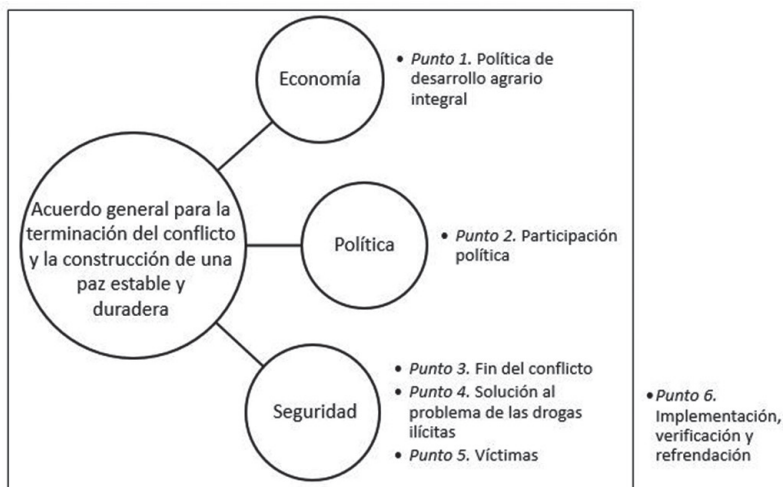 Economía
• Punto 1. Política de
desarrollo agrario
integral
Acuerdo general para la
terminación del conflicto
y la construcción de una
paz estable y
duradera
Política
• Punto 2. Participación
política
Seguridad
• Punto 3. Fin del conflicto
• Punto 4. Solución al
problema de las drogas
ilícitas
• Punto 5. Víctimas
• Punto 6.
Implementación,
verificación y
refrendación